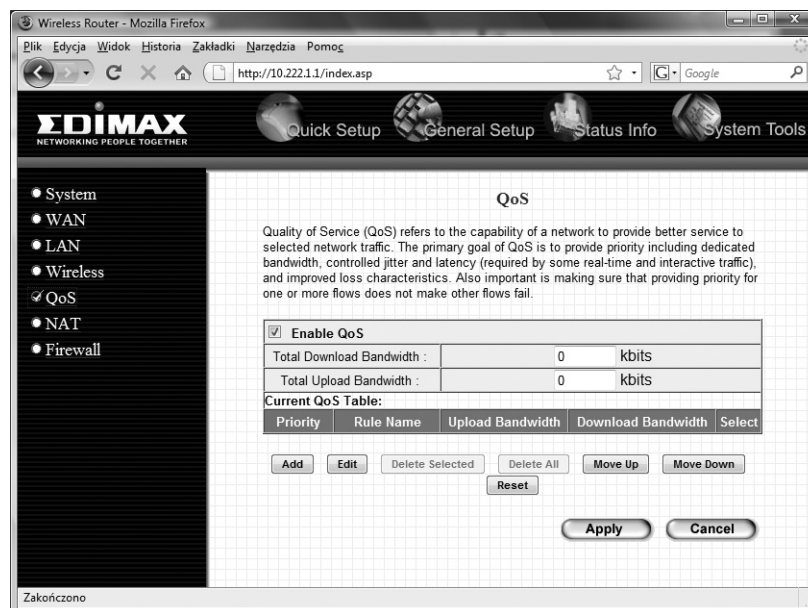 Wireless Router - Mozilla Firefox
Plik Edycja Widok Historia Zakładki Narzędzia Pomoc
http://10.222.1.1/index.asp
G Google
EDIMAX
NETWORKING PEOPLE TOGETHER
Quick Setup
General Setup
Status Info
System Tools
System
WAN
LAN
Wireless
QoS
NAT
Firewall
QoS
Quality of Service (QoS) refers to the capability of a network to provide better service to
selected network traffic. The primary goal of QoS is to provide priority including dedicated
bandwidth, controlled jitter and latency (required by some real-time and interactive traffic),
and improved loss characteristics. Also important is making sure that providing priority for
one or more flows does not make other flows fail.
Enable QoS
Total Download Bandwidth : 0 kbits
Total Upload Bandwidth : 0 kbits
Current QoS Table:
Priority Rule Name Upload Bandwidth Download Bandwidth Select
Add Edit Delete Selected Delete All Move Up Move Down
Reset
Apply Cancel
Zakończono